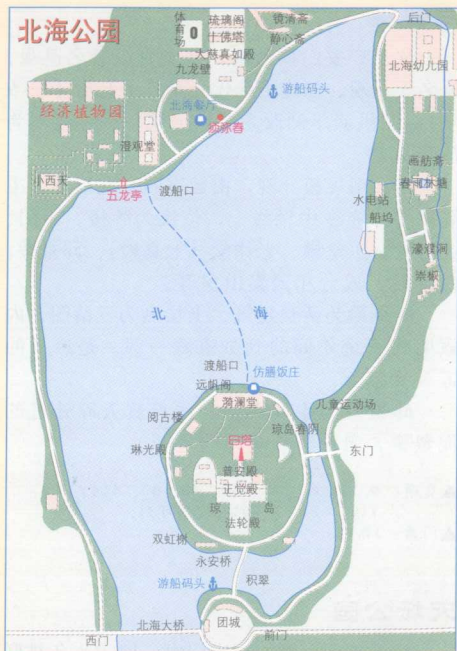 北海公园
体育场
琉璃阁
十佛塔
大慈真如殿
九龙壁
镜清斋
静心斋
后门
北海幼儿园
游船码头
经济植物园
北海餐厅
澄观堂
小西天
五龙亭
渡船口
画舫斋
春雨林塘
水电站
船坞
濠濮涧
崇椒
北
海
渡船口
仿膳饭庄
远帆阁
漪澜堂
儿童运动场
阅古楼
琼岛春阴
琳光殿
白塔
东门
普安殿
正觉殿
琼
岛
法轮殿
双虹榭
永安桥
游船码头
积翠
北海大桥
团城
西门
前门